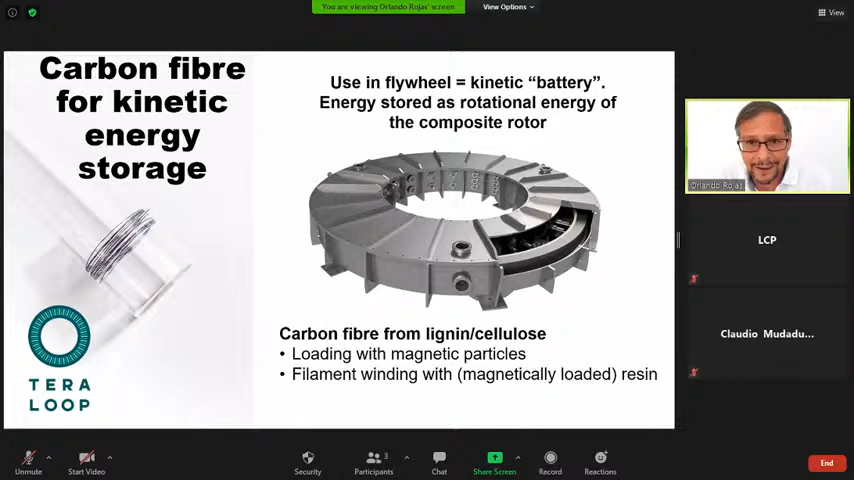 You are viewing Orlando Rojas' screen
View Options
View
Carbon fibre
for kinetic
energy
storage
Use in flywheel = kinetic “battery”.
Energy stored as rotational energy of
the composite rotor
Orlando Rojas
LCP
Claudio Mudadu...
Carbon fibre from lignin/cellulose
• Loading with magnetic particles
• Filament winding with (magnetically loaded) resin
TERA
LOOP
Unmute
Start Video
Security
Participants
3
Chat
Share Screen
Record
Reactions
End